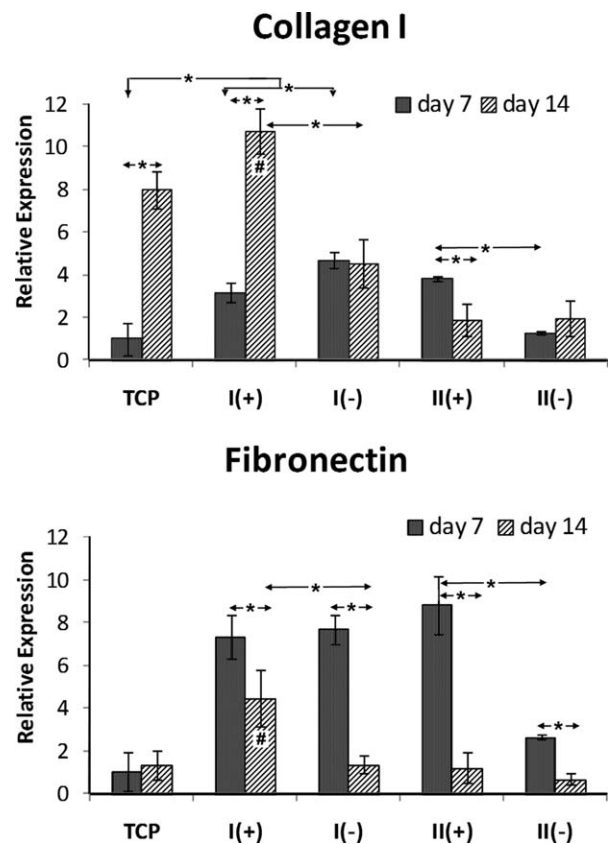 Collagen I
*
* *
12 day 7 day 14
* *
10
* #
8
Relative Expression
6
* *
4
2
0
TCP I(+) I(-) II(+) II(-)
Fibronectin
12
day 7 day 14
10
* *
* * *
8
Relative Expression
6
4
*
#
2
0
TCP I(+) I(-) II(+) II(-)